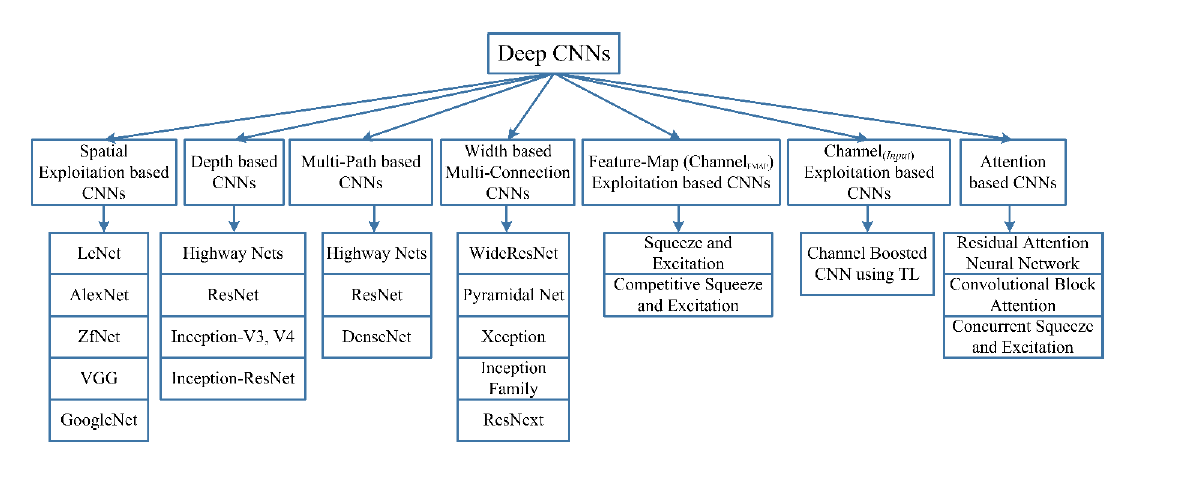 Deep CNNs
Spatial
Exploitation based
CNNs
Depth based
CNNs
Multi-Path based
CNNs
Width based
Multi-Connection
CNNs
Feature-Map (Channel
Exploitation based CNNs
Channel(Input)
Exploitation based
CNNs
Attention
based CNNs
LeNet
AlexNet
ZfNet
VGG
GoogleNet
Highway Nets
ResNet
Inception-V3, V4
Inception-ResNet
Highway Nets
ResNet
DenseNet
WideResNet
Pyramidal Net
Xception
Inception
Family
ResNext
Squeeze and
Excitation
Competitive Squeeze
and Excitation
Channel Boosted
CNN using TL
Residual Attention
Neural Network
Convolutional Block
Attention
Concurrent Squeeze
and Excitation